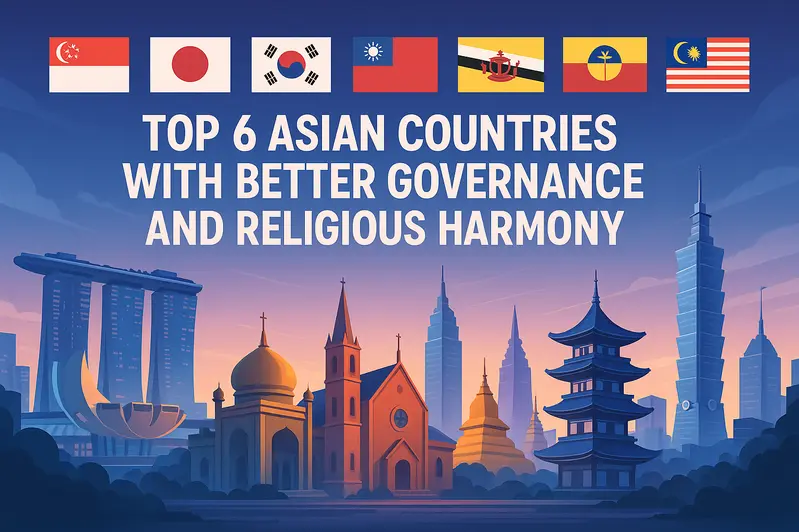 TOP 6 ASIAN COUNTRIES
WITH BETTER GOVERNANCE
AND RELIGIOUS HARMONY